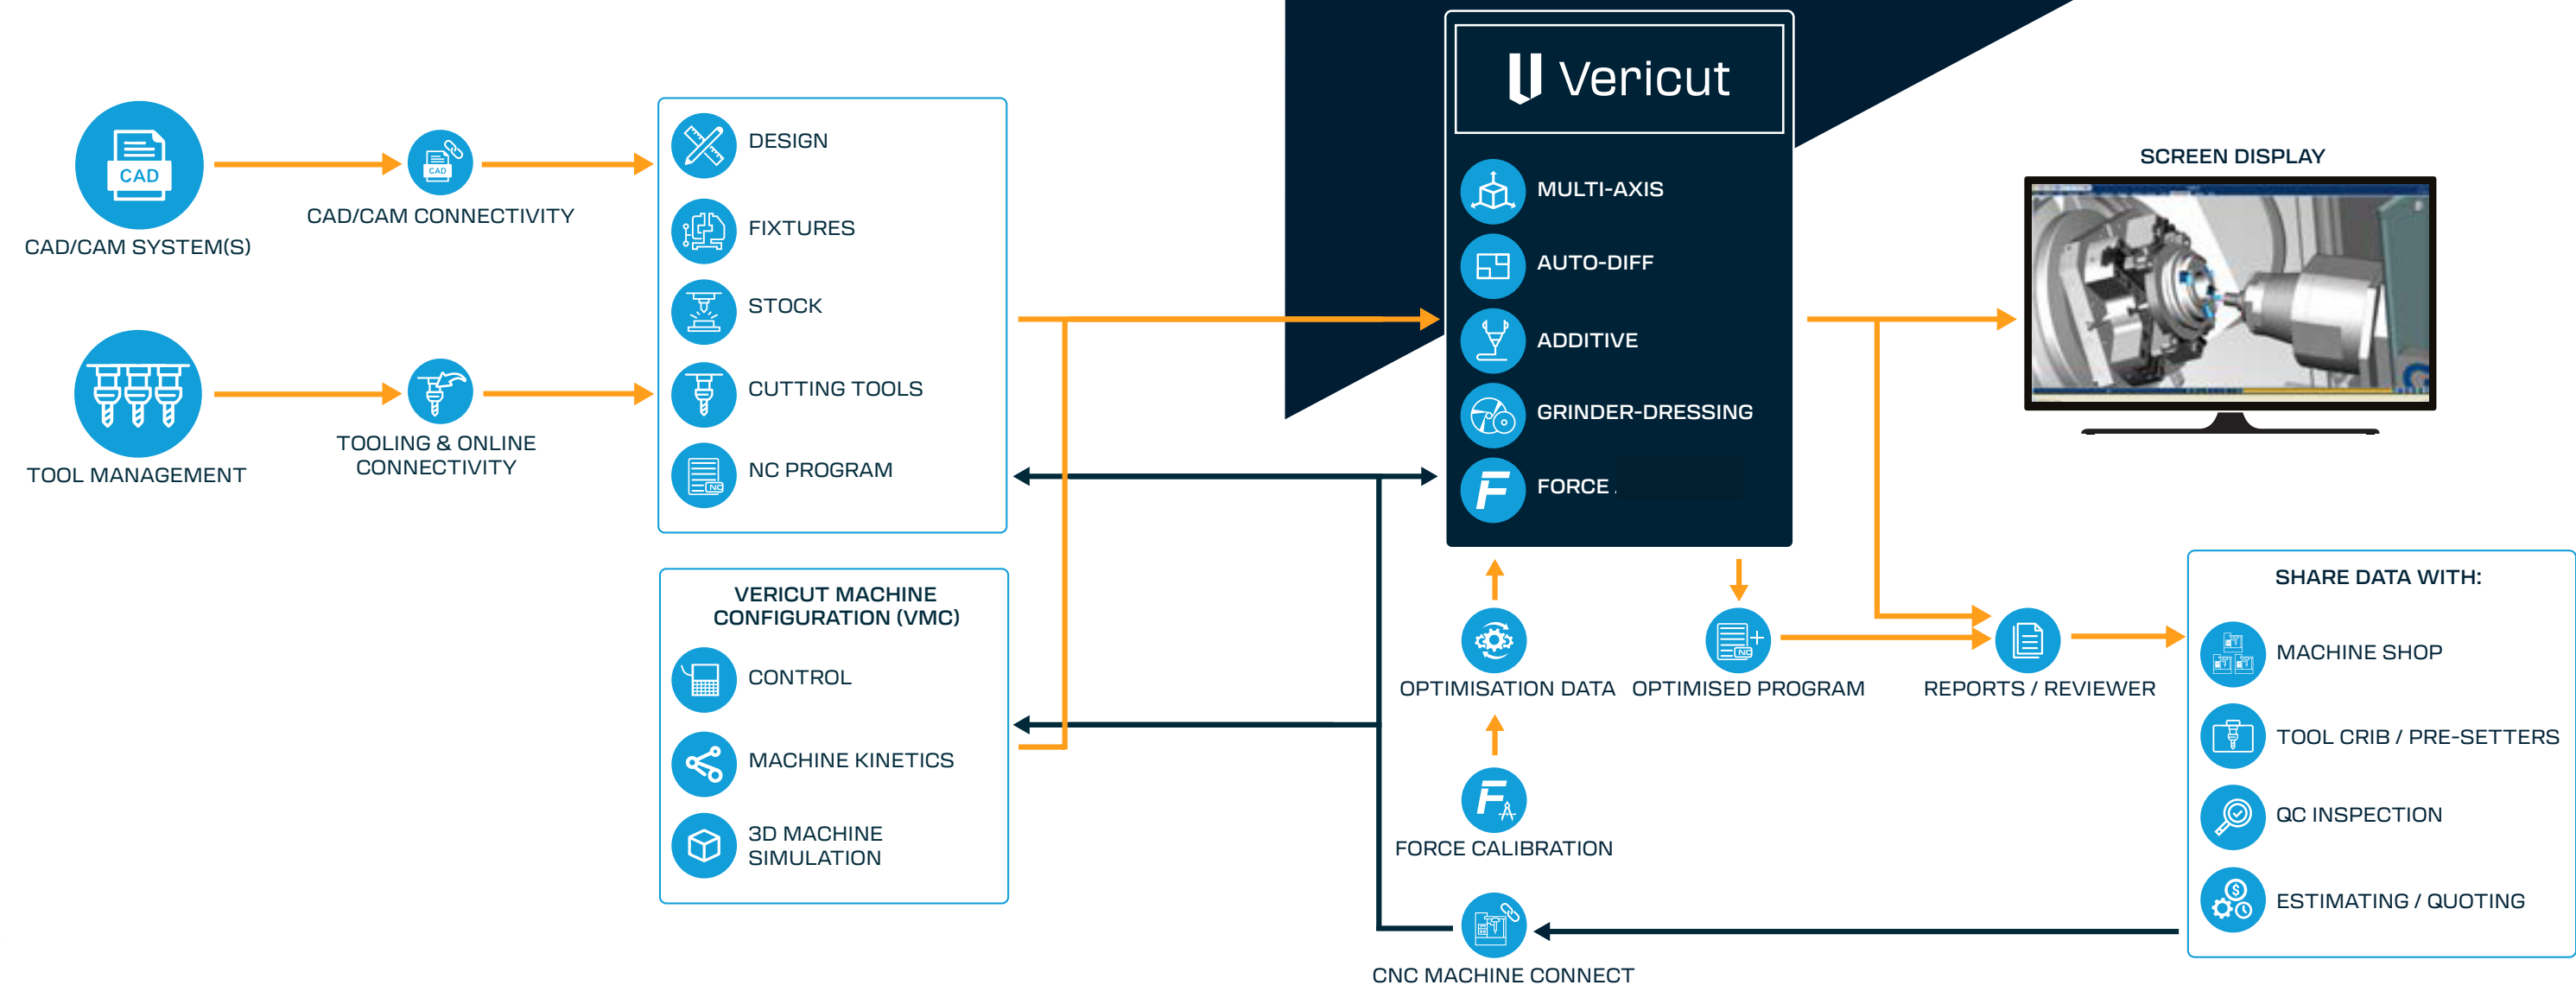 CAD
CAD/CAM SYSTEM(S)
CAD
CAD/CAM CONNECTIVITY
TOOL MANAGEMENT
TOOLING & ONLINE
CONNECTIVITY
DESIGN
FIXTURES
STOCK
CUTTING TOOLS
NC
NC PROGRAM
VERICUT MACHINE
CONFIGURATION (VMC)
CONTROL
MACHINE KINETICS
3D MACHINE
SIMULATION
Vericut
MULTI-AXIS
AUTO-DIFF
ADDITIVE
GRINDER-DRESSING
F
FORCE
OPTIMISATION DATA
F
FORCE CALIBRATION
CNC MACHINE CONNECT
NC
OPTIMISED PROGRAM
REPORTS / REVIEWER
SCREEN DISPLAY
SHARE DATA WITH:
MACHINE SHOP
TOOL CRIB / PRE-SETTERS
QC INSPECTION
$
ESTIMATING / QUOTING